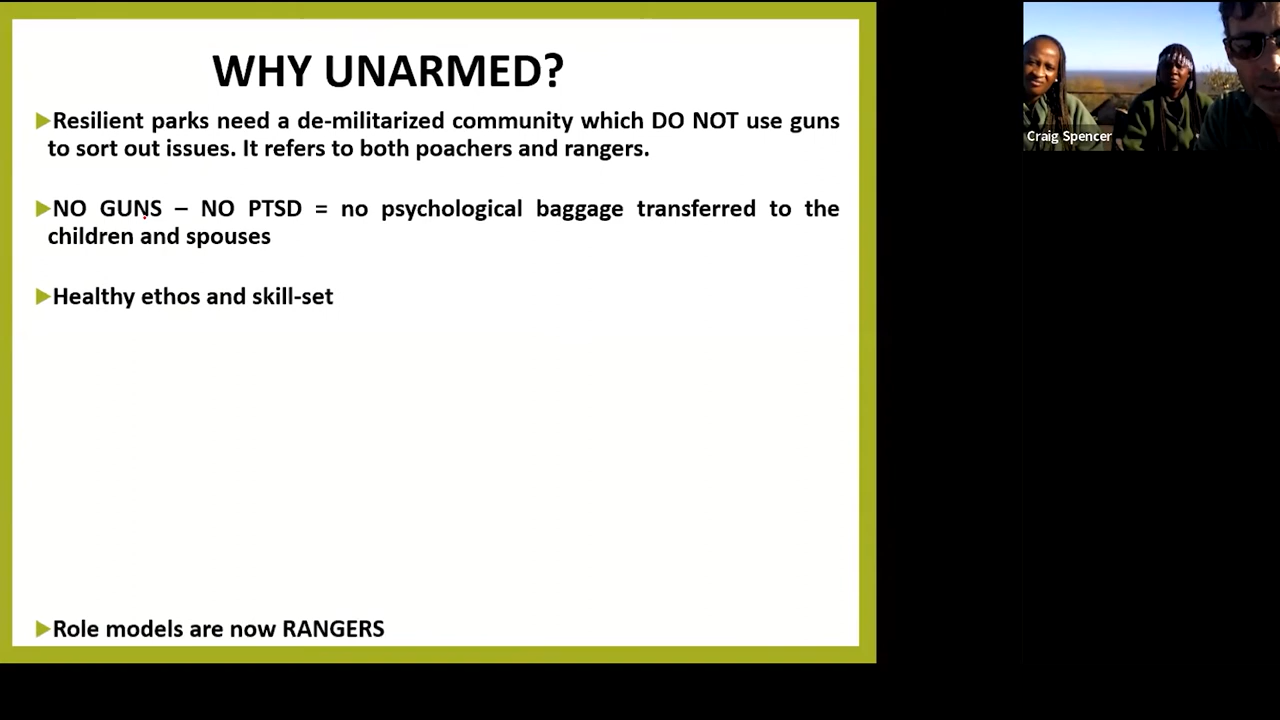 WHY UNARMED?
Resilient parks need a de-militarized community which DO NOT use guns
to sort out issues. It refers to both poachers and rangers.
NO GUNS – NO PTSD = no psychological baggage transferred to the
children and spouses
Healthy ethos and skill-set
Role models are now RANGERS
Craig Spencer